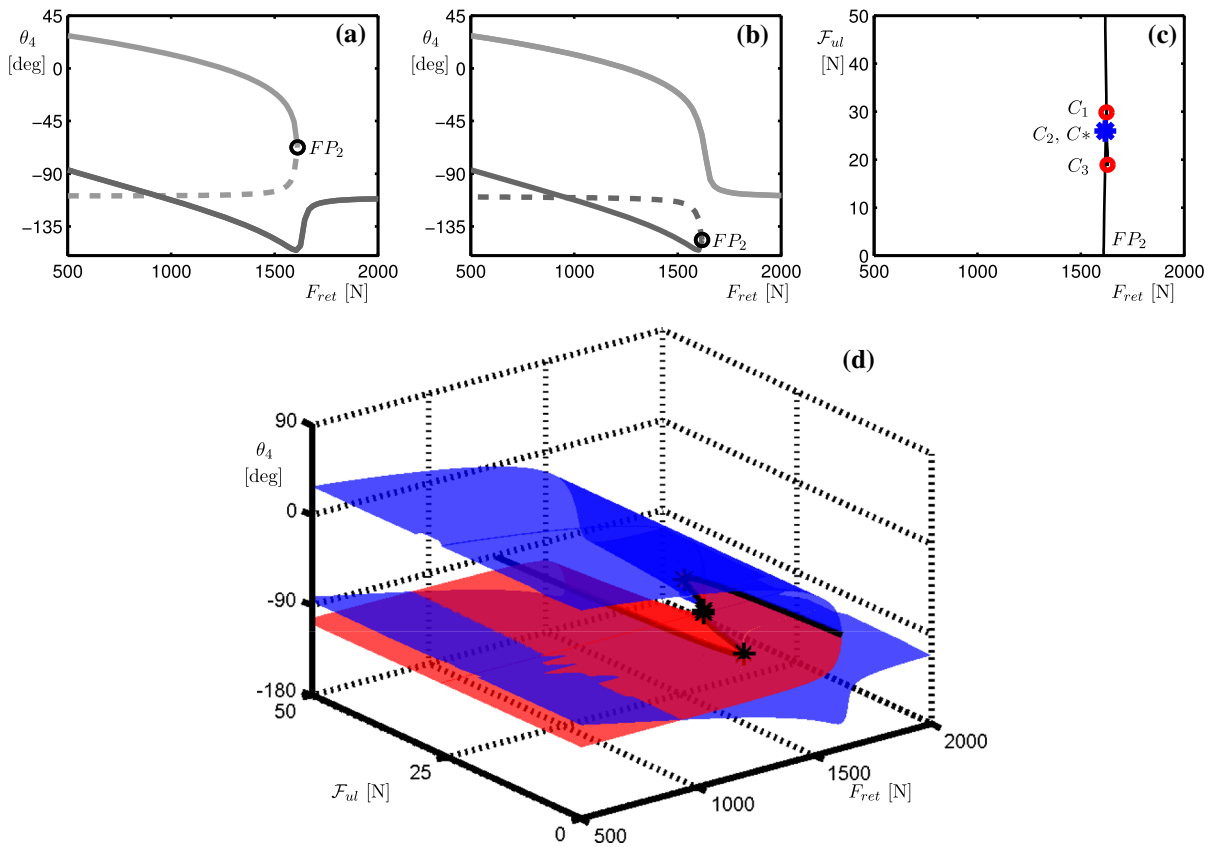 45
0
−45
−90
−135
θ4
[deg]
(a)
FP2
500
1000
1500
2000
Fret [N]
45
0
−45
−90
−135
θ4
[deg]
(b)
FP2
500
1000
1500
2000
Fret [N]
50
40
30
20
10
0
Ful
[N]
(c)
C1
C2, C*
C3
FP2
500
1000
1500
2000
Fret [N]
(d)
90
0
-90
-180
θ4
[deg]
50
25
0
Ful [N]
500
1000
1500
2000
Fret [N]